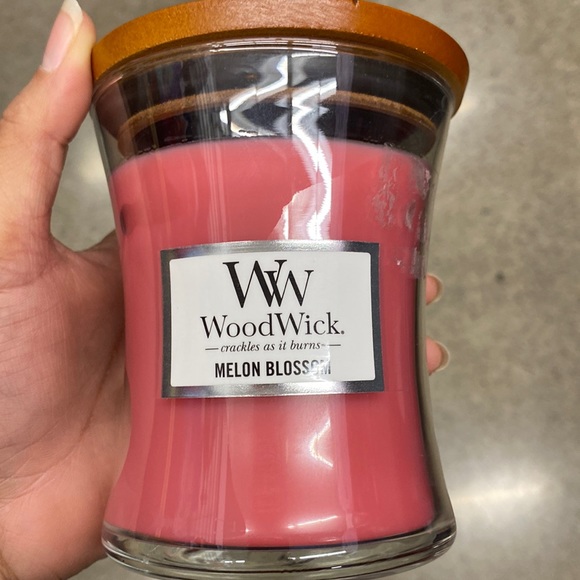 WW
WoodWick.
crackles as it burns
MELON BLOSSOM